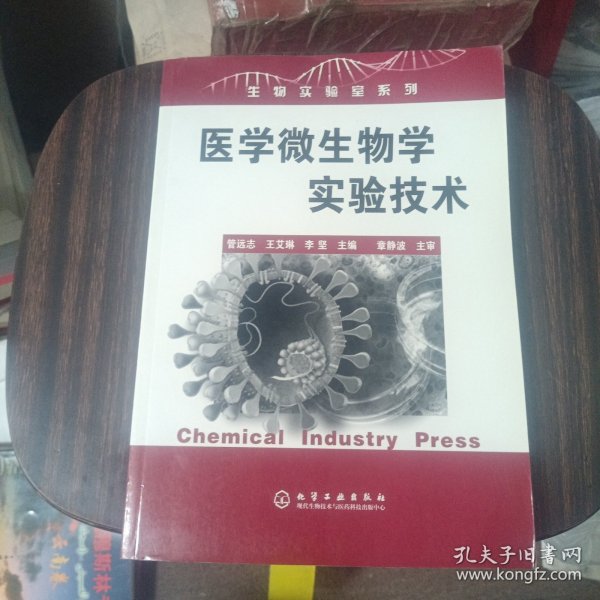 生物实验室系列
医学微生物学
实验技术
管远志 王艾琳 李坚 主编 章静波 主审
Chemical Industry Press
化学工业出版社
现代生物技术与医药科技出版中心
孔夫子旧书网
www.kongfz.com